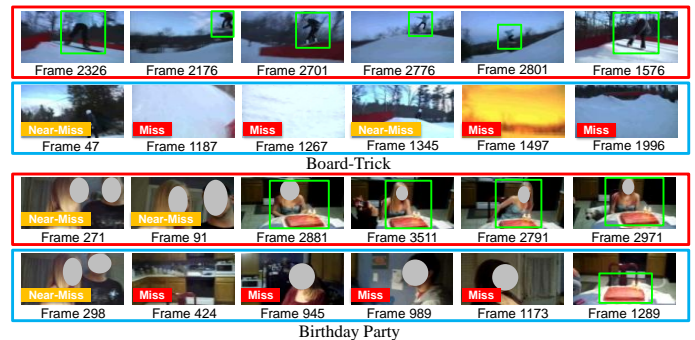 Frame 2326 Frame 2176 Frame 2701 Frame 2776 Frame 2801 Frame 1576
Near-Miss Miss Miss Near-Miss Miss Miss
Frame 47 Frame 1187 Frame 1267 Frame 1345 Frame 1497 Frame 1996
Board-Trick
Near-Miss Near-Miss
Frame 271 Frame 91 Frame 2881 Frame 3511 Frame 2791 Frame 2971
Near-Miss Miss Miss Miss Miss
Frame 298 Frame 424 Frame 945 Frame 989 Frame 1173 Frame 1289
Birthday Party